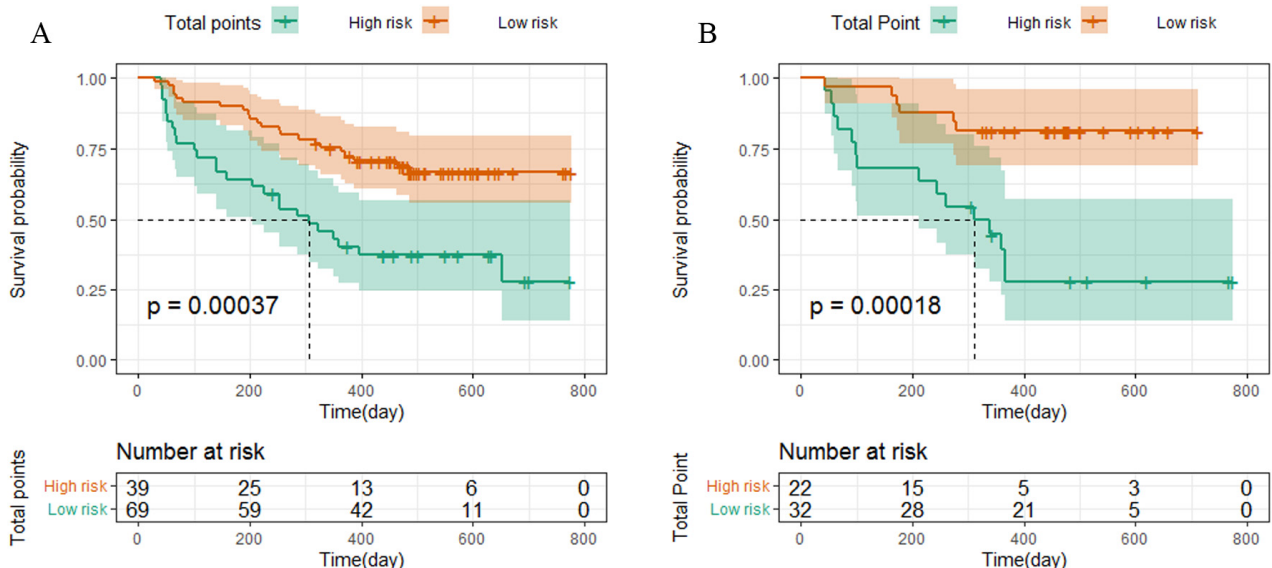 A
Total points High risk Low risk
Survival probability
1.00
0.75
0.50
0.25
0.00
p = 0.00037
0 200 400 600 800
Time(day)
Number at risk
Total points
High risk 39 25 13 6 0
Low risk 69 59 42 11 0
0 200 400 600 800
Time(day)
B
Total Point High risk Low risk
Survival probability
1.00
0.75
0.50
0.25
0.00
p = 0.00018
0 200 400 600 800
Time(day)
Number at risk
Total Point
High risk 22 15 5 3 0
Low risk 32 28 21 5 0
0 200 400 600 800
Time(day)